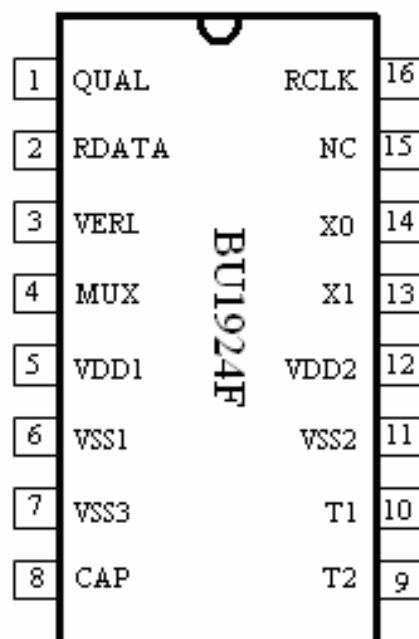 1 QUAL RCLK 16
2 RDATA NC 15
3 VERL X0 14
4 MUX X1 13
5 VDD1 VDD2 12
6 VSS1 VSS2 11
7 VSS3 T1 10
8 CAP T2 9
BU1924F